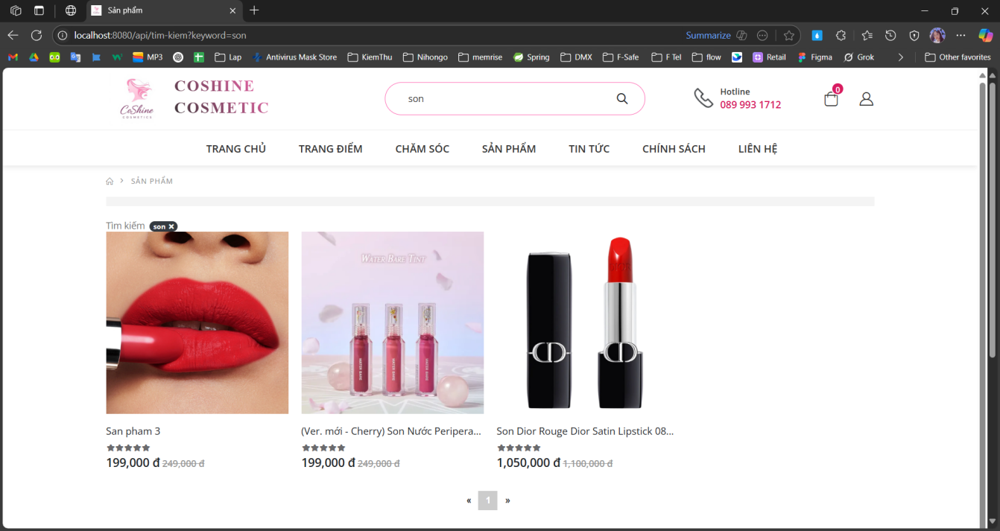 Sản phẩm
localhost:8080/api/tim-kiem?keyword=son
Summarize
MP3
Lap
Antivirus Mask Store
KiemThu
Nihongo
memrise
Spring
DMX
F-Safe
F Tel
flow
Retail
Figma
Grok
Other favorites
CoShine
COSMETICS
COSHINE
COSMETIC
son
Hotline
089 993 1712
0
TRANG CHỦ
TRANG ĐIỂM
CHĂM SÓC
SẢN PHẨM
TIN TỨC
CHÍNH SÁCH
LIÊN HỆ
SẢN PHẨM
Tìm kiếm son ×
WATER BARE TINT
San pham 3
199,000 đ 249,000 đ
(Ver. mới - Cherry) Son Nước Peripera...
199,000 đ 249,000 đ
Son Dior Rouge Dior Satin Lipstick 08...
1,050,000 đ 1,100,000 đ
« 1 »